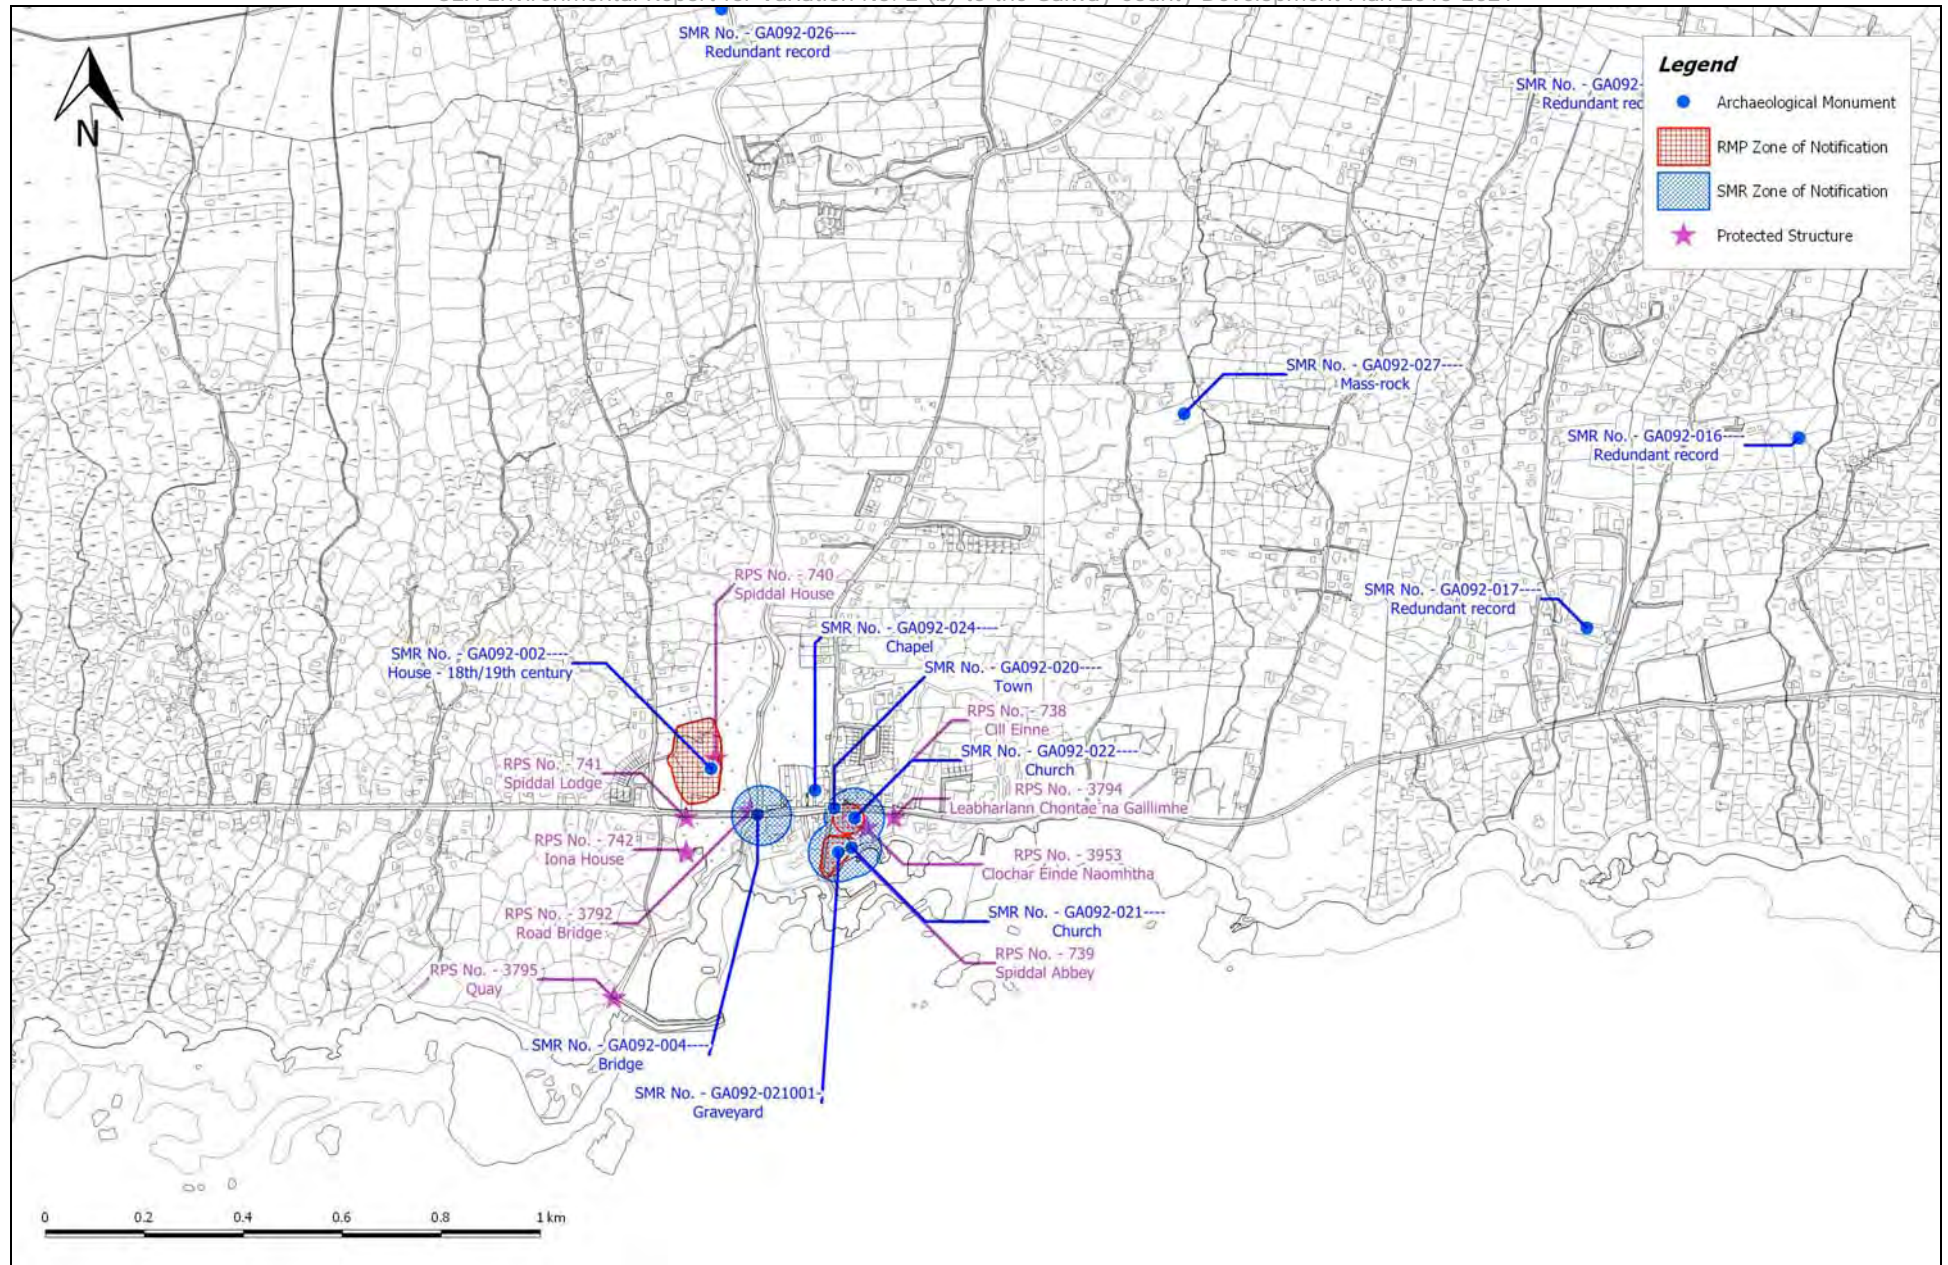 SMR No. - GA092-026----
Redundant record
SMR No. - GA092-
Redundant rec
Legend
Archaeological Monument
RMP Zone of Notification
SMR Zone of Notification
Protected Structure
N
SMR No. - GA092-027----
Mass-rock
SMR No. - GA092-016----
Redundant record
RPS No. - 740
Spiddal House
SMR No. - GA092-017----
Redundant record
SMR No. - GA092-024----
Chapel
SMR No. - GA092-002----
House - 18th/19th century
SMR No. - GA092-020----
Town
RPS No. - 738
Cill Einne
SMR No. - GA092-022----
Church
RPS No. - 741
Spiddal Lodge
RPS No. - 3794
Leabharlann Chontae na Gaillimhe
RPS No. - 742
Iona House
RPS No. - 3953
Clochar Éinde Naomhtha
RPS No. - 3792
Road Bridge
SMR No. - GA092-021----
Church
RPS No. - 739
Spiddal Abbey
RPS No. - 3795
Quay
SMR No. - GA092-004----
Bridge
SMR No. - GA092-021001-
Graveyard
0 0.2 0.4 0.6 0.8 1 km